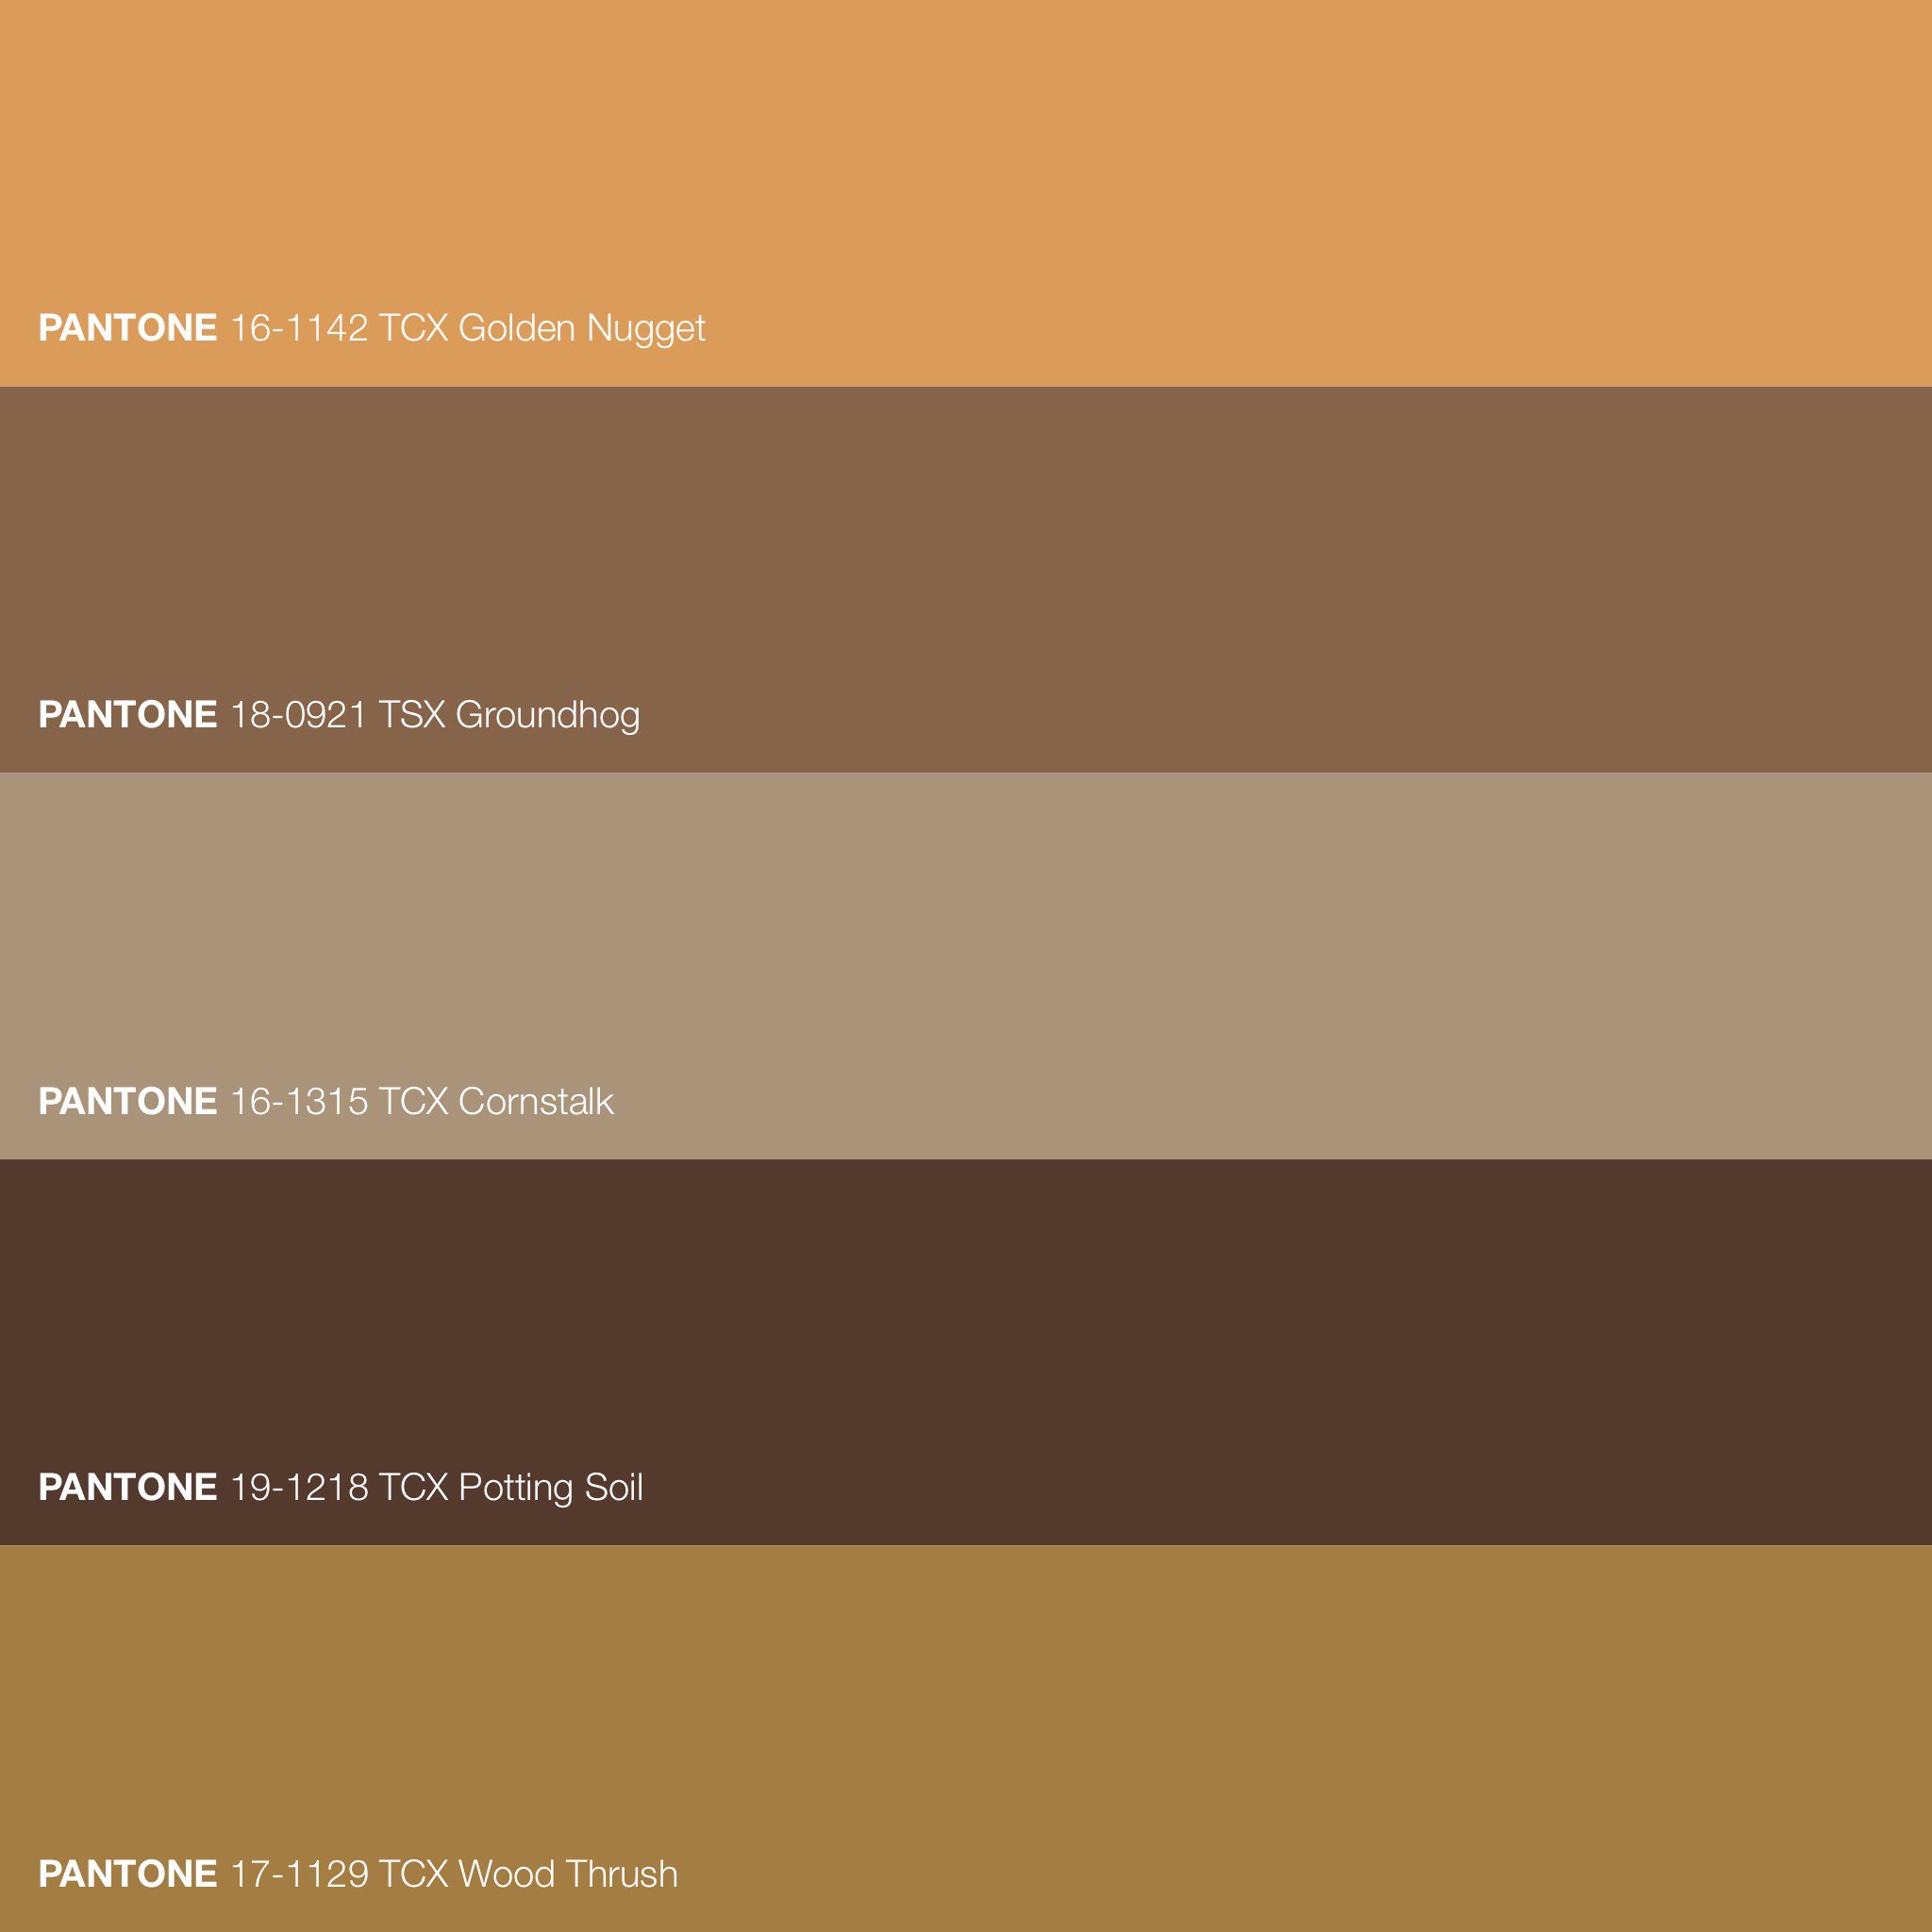 PANTONE 16-1142 TCX Golden Nugget
PANTONE 18-0921 TSX Groundhog
PANTONE 16-1315 TCX Cornstalk
PANTONE 19-1218 TCX Potting Soil
PANTONE 17-1129 TCX Wood Thrush